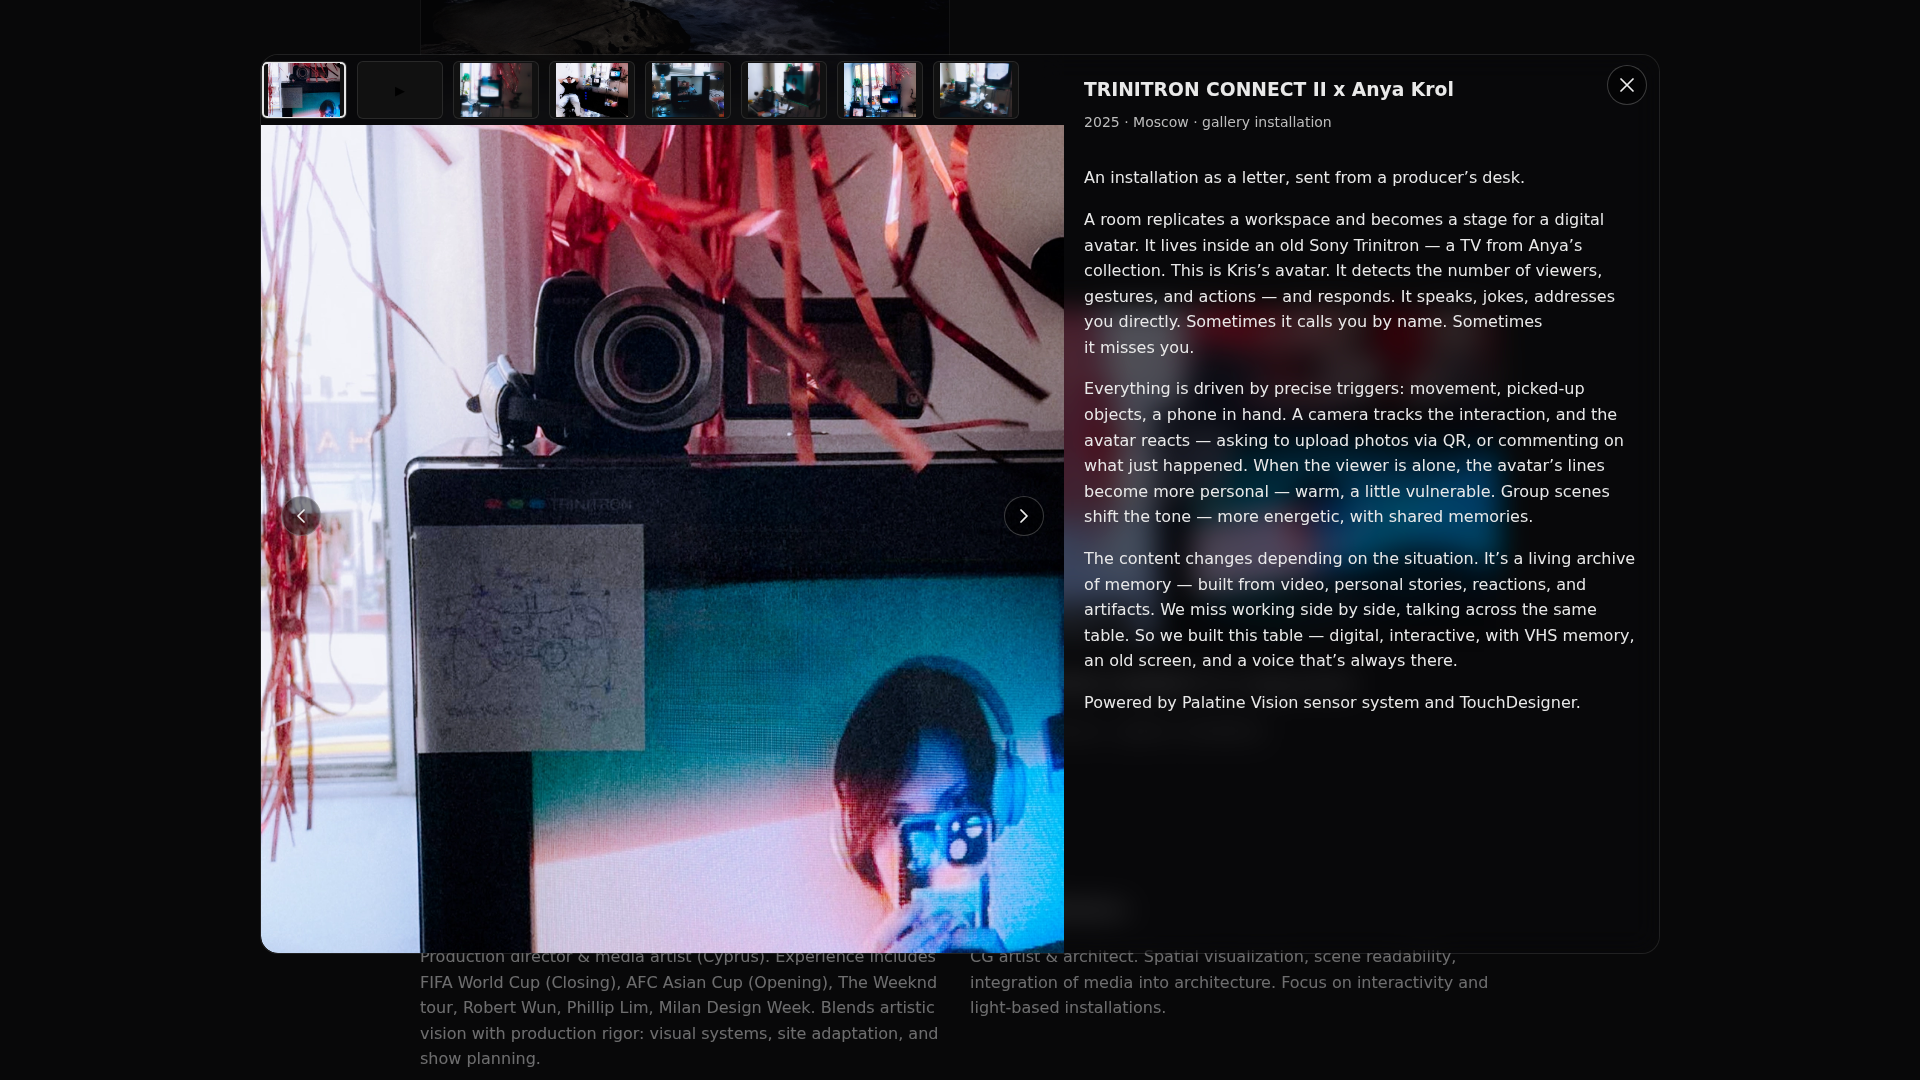 TRINITRON CONNECT II x Anya Krol
2025 · Moscow · gallery installation
An installation as a letter, sent from a producer’s desk.
A room replicates a workspace and becomes a stage for a digital
avatar. It lives inside an old Sony Trinitron — a TV from Anya’s
collection. This is Kris’s avatar. It detects the number of viewers,
gestures, and actions — and responds. It speaks, jokes, addresses
you directly. Sometimes it calls you by name. Sometimes
it misses you.
Everything is driven by precise triggers: movement, picked-up
objects, a phone in hand. A camera tracks the interaction, and the
avatar reacts — asking to upload photos via QR, or commenting on
what just happened. When the viewer is alone, the avatar’s lines
become more personal — warm, a little vulnerable. Group scenes
shift the tone — more energetic, with shared memories.
The content changes depending on the situation. It’s a living archive
of memory — built from video, personal stories, reactions, and
artifacts. We miss working side by side, talking across the same
table. So we built this table — digital, interactive, with VHS memory,
an old screen, and a voice that’s always there.
Powered by Palatine Vision sensor system and TouchDesigner.
SONY
TRINITRON
Production director & media artist (Cyprus). Experience includes
FIFA World Cup (Closing), AFC Asian Cup (Opening), The Weeknd
tour, Robert Wun, Phillip Lim, Milan Design Week. Blends artistic
vision with production rigor: visual systems, site adaptation, and
show planning.
CG artist & architect. Spatial visualization, scene readability,
integration of media into architecture. Focus on interactivity and
light-based installations.